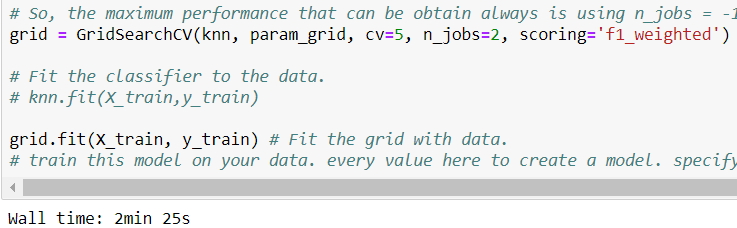 # So, the maximum performance that can be obtain always is using n_jobs = -1
grid = GridSearchCV(knn, param_grid, cv=5, n_jobs=2, scoring='f1_weighted')
# Fit the classifier to the data.
# knn.fit(X_train,y_train)
grid.fit(X_train, y_train) # Fit the grid with data.
# train this model on your data. every value here to create a model. specify
Wall time: 2min 25s